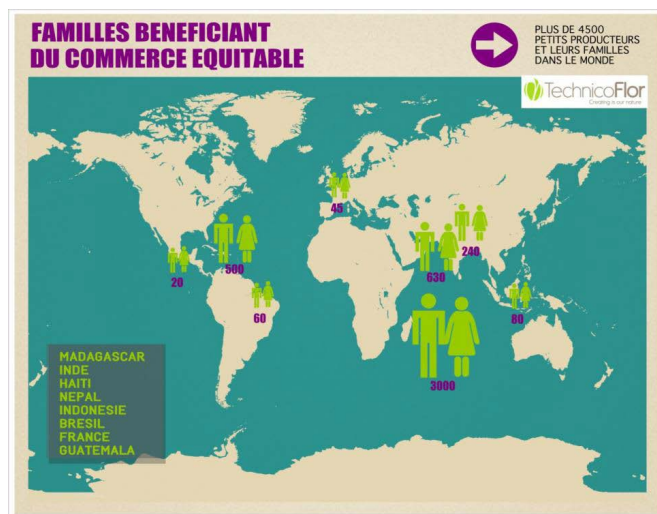 FAMILLES BENEFICIANT
DU COMMERCE EQUITABLE
PLUS DE 4500
PETITS PRODUCTEURS
ET LEURS FAMILLES
DANS LE MONDE
TechnicoFlor
Creating is our nature
45
240
500
630
20
60
80
3000
MADAGASCAR
INDE
HAITI
NEPAL
INDONESIE
BRESIL
FRANCE
GUATEMALA